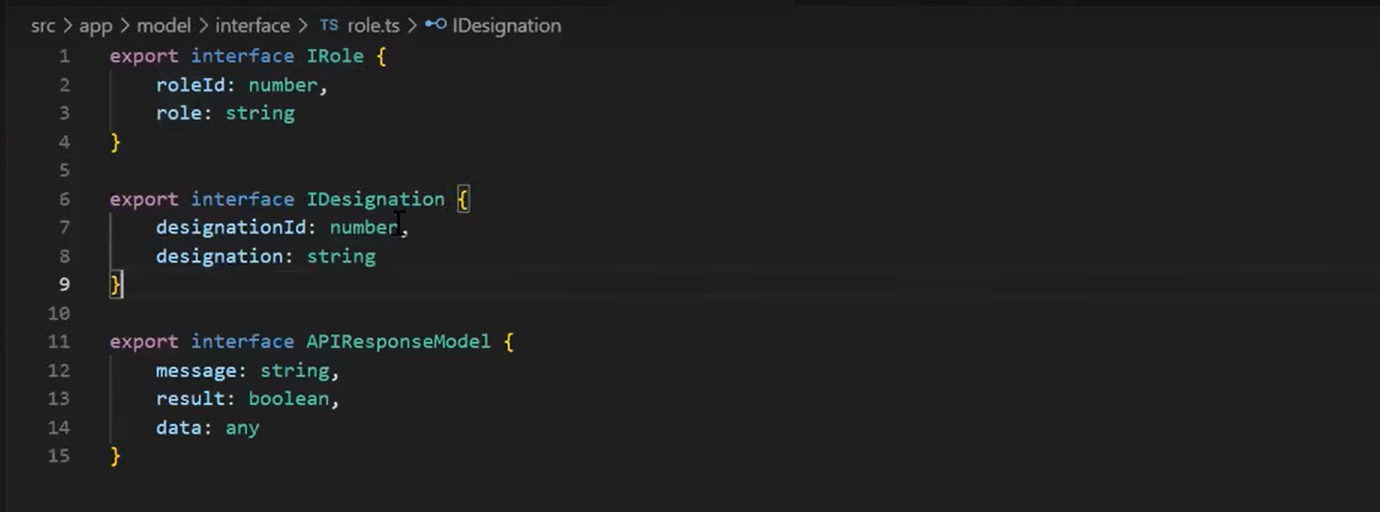 src > app > model > interface > TS role.ts > IDesignation
1 export interface IRole {
2     roleId: number,
3     role: string
4 }
5
6 export interface IDesignation {
7     designationId: number,
8     designation: string
9 }
10
11 export interface APIResponseModel {
12     message: string,
13     result: boolean,
14     data: any
15 }